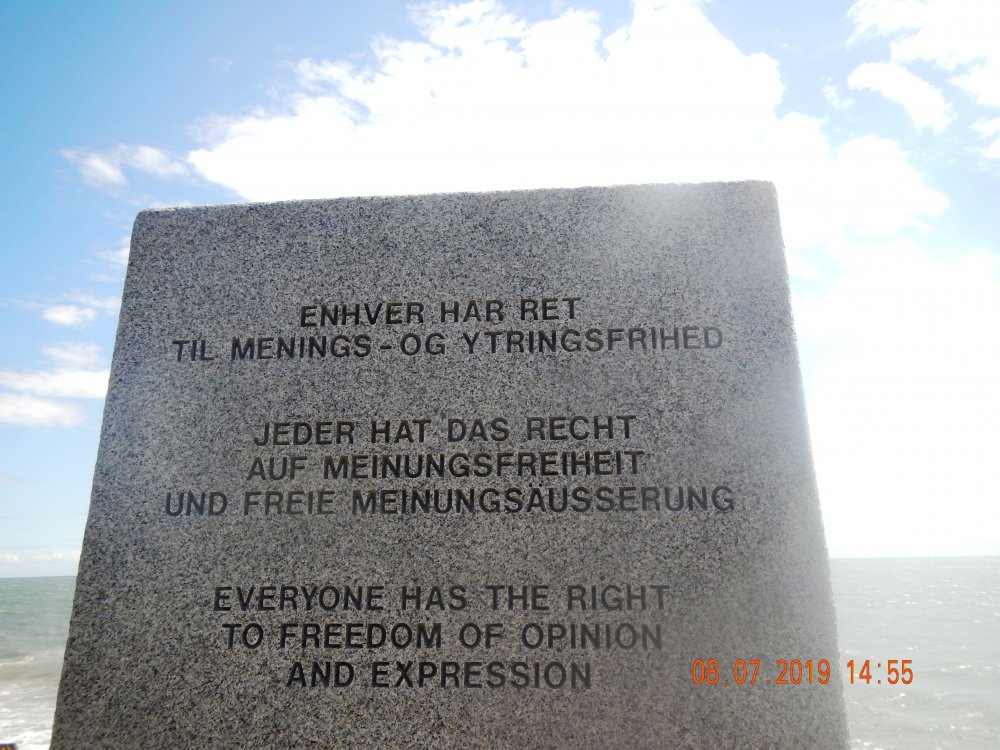 ENHVER HAR RET
TIL MENINGS-OG YTRINGSFRIHED
JEDER HAT DAS RECHT
AUF MEINUNGSFREIHEIT
UND FREIE MEINUNGSÄUSSERUNG
EVERYONE HAS THE RIGHT
TO FREEDOM OF OPINION
AND EXPRESSION
08.07.2019 14:55